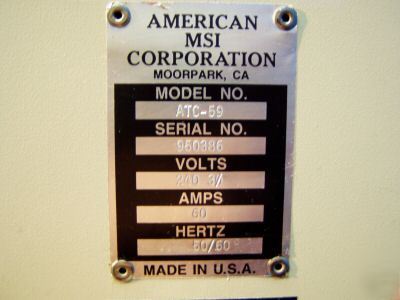 AMERICAN
MSI
CORPORATION
MOORPARK, CA
MODEL NO.
ATC-59
SERIAL NO.
950386
VOLTS
240 3/
AMPS
60
HERTZ
50/60
MADE IN U.S.A.